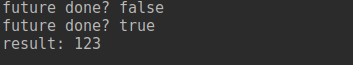 future done? false
future done? true
result: 123